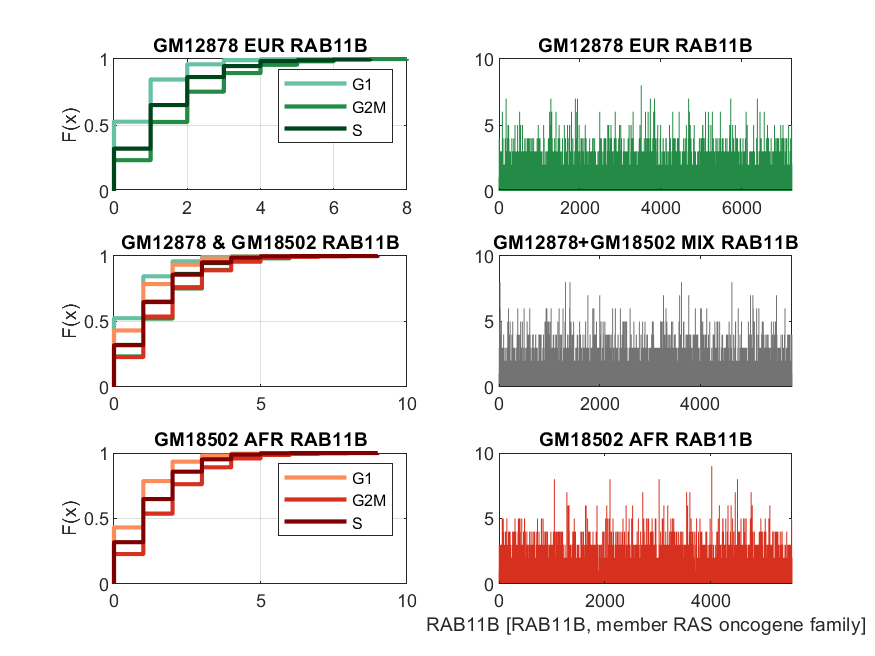 GM12878 EUR RAB11B
1
0.5
0
F(x)
G1
G2M
S
0 2 4 6 8
GM12878 EUR RAB11B
10
5
0
0 2000 4000 6000
GM12878 & GM18502 RAB11B
1
0.5
0
F(x)
0 5 10
GM12878+GM18502 MIX RAB11B
10
5
0
0 2000 4000
GM18502 AFR RAB11B
1
0.5
0
F(x)
G1
G2M
S
0 5 10
GM18502 AFR RAB11B
10
5
0
0 2000 4000
RAB11B [RAB11B, member RAS oncogene family]